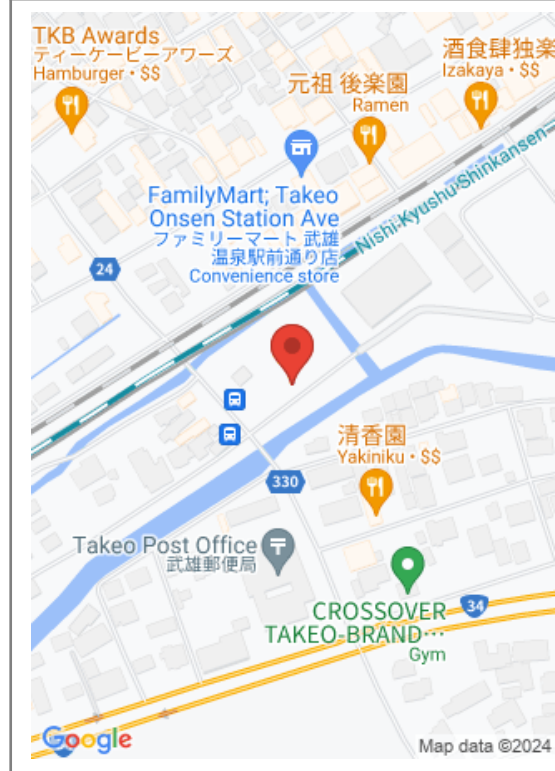 TKB Awards
ティーケービーアワーズ
Hamburger • $$
酒食肆独楽
Izakaya • $$
元祖 後楽園
Ramen
FamilyMart; Takeo
Onsen Station Ave
ファミリーマート 武雄
温泉駅前通り店
Convenience store
Nishi-Kyushu Shinkansen
24
清香園
Yakiniku • $$
330
Takeo Post Office
武雄郵便局
34
CROSSOVER
TAKEO-BRAND…
Gym
Google
Map data ©2024